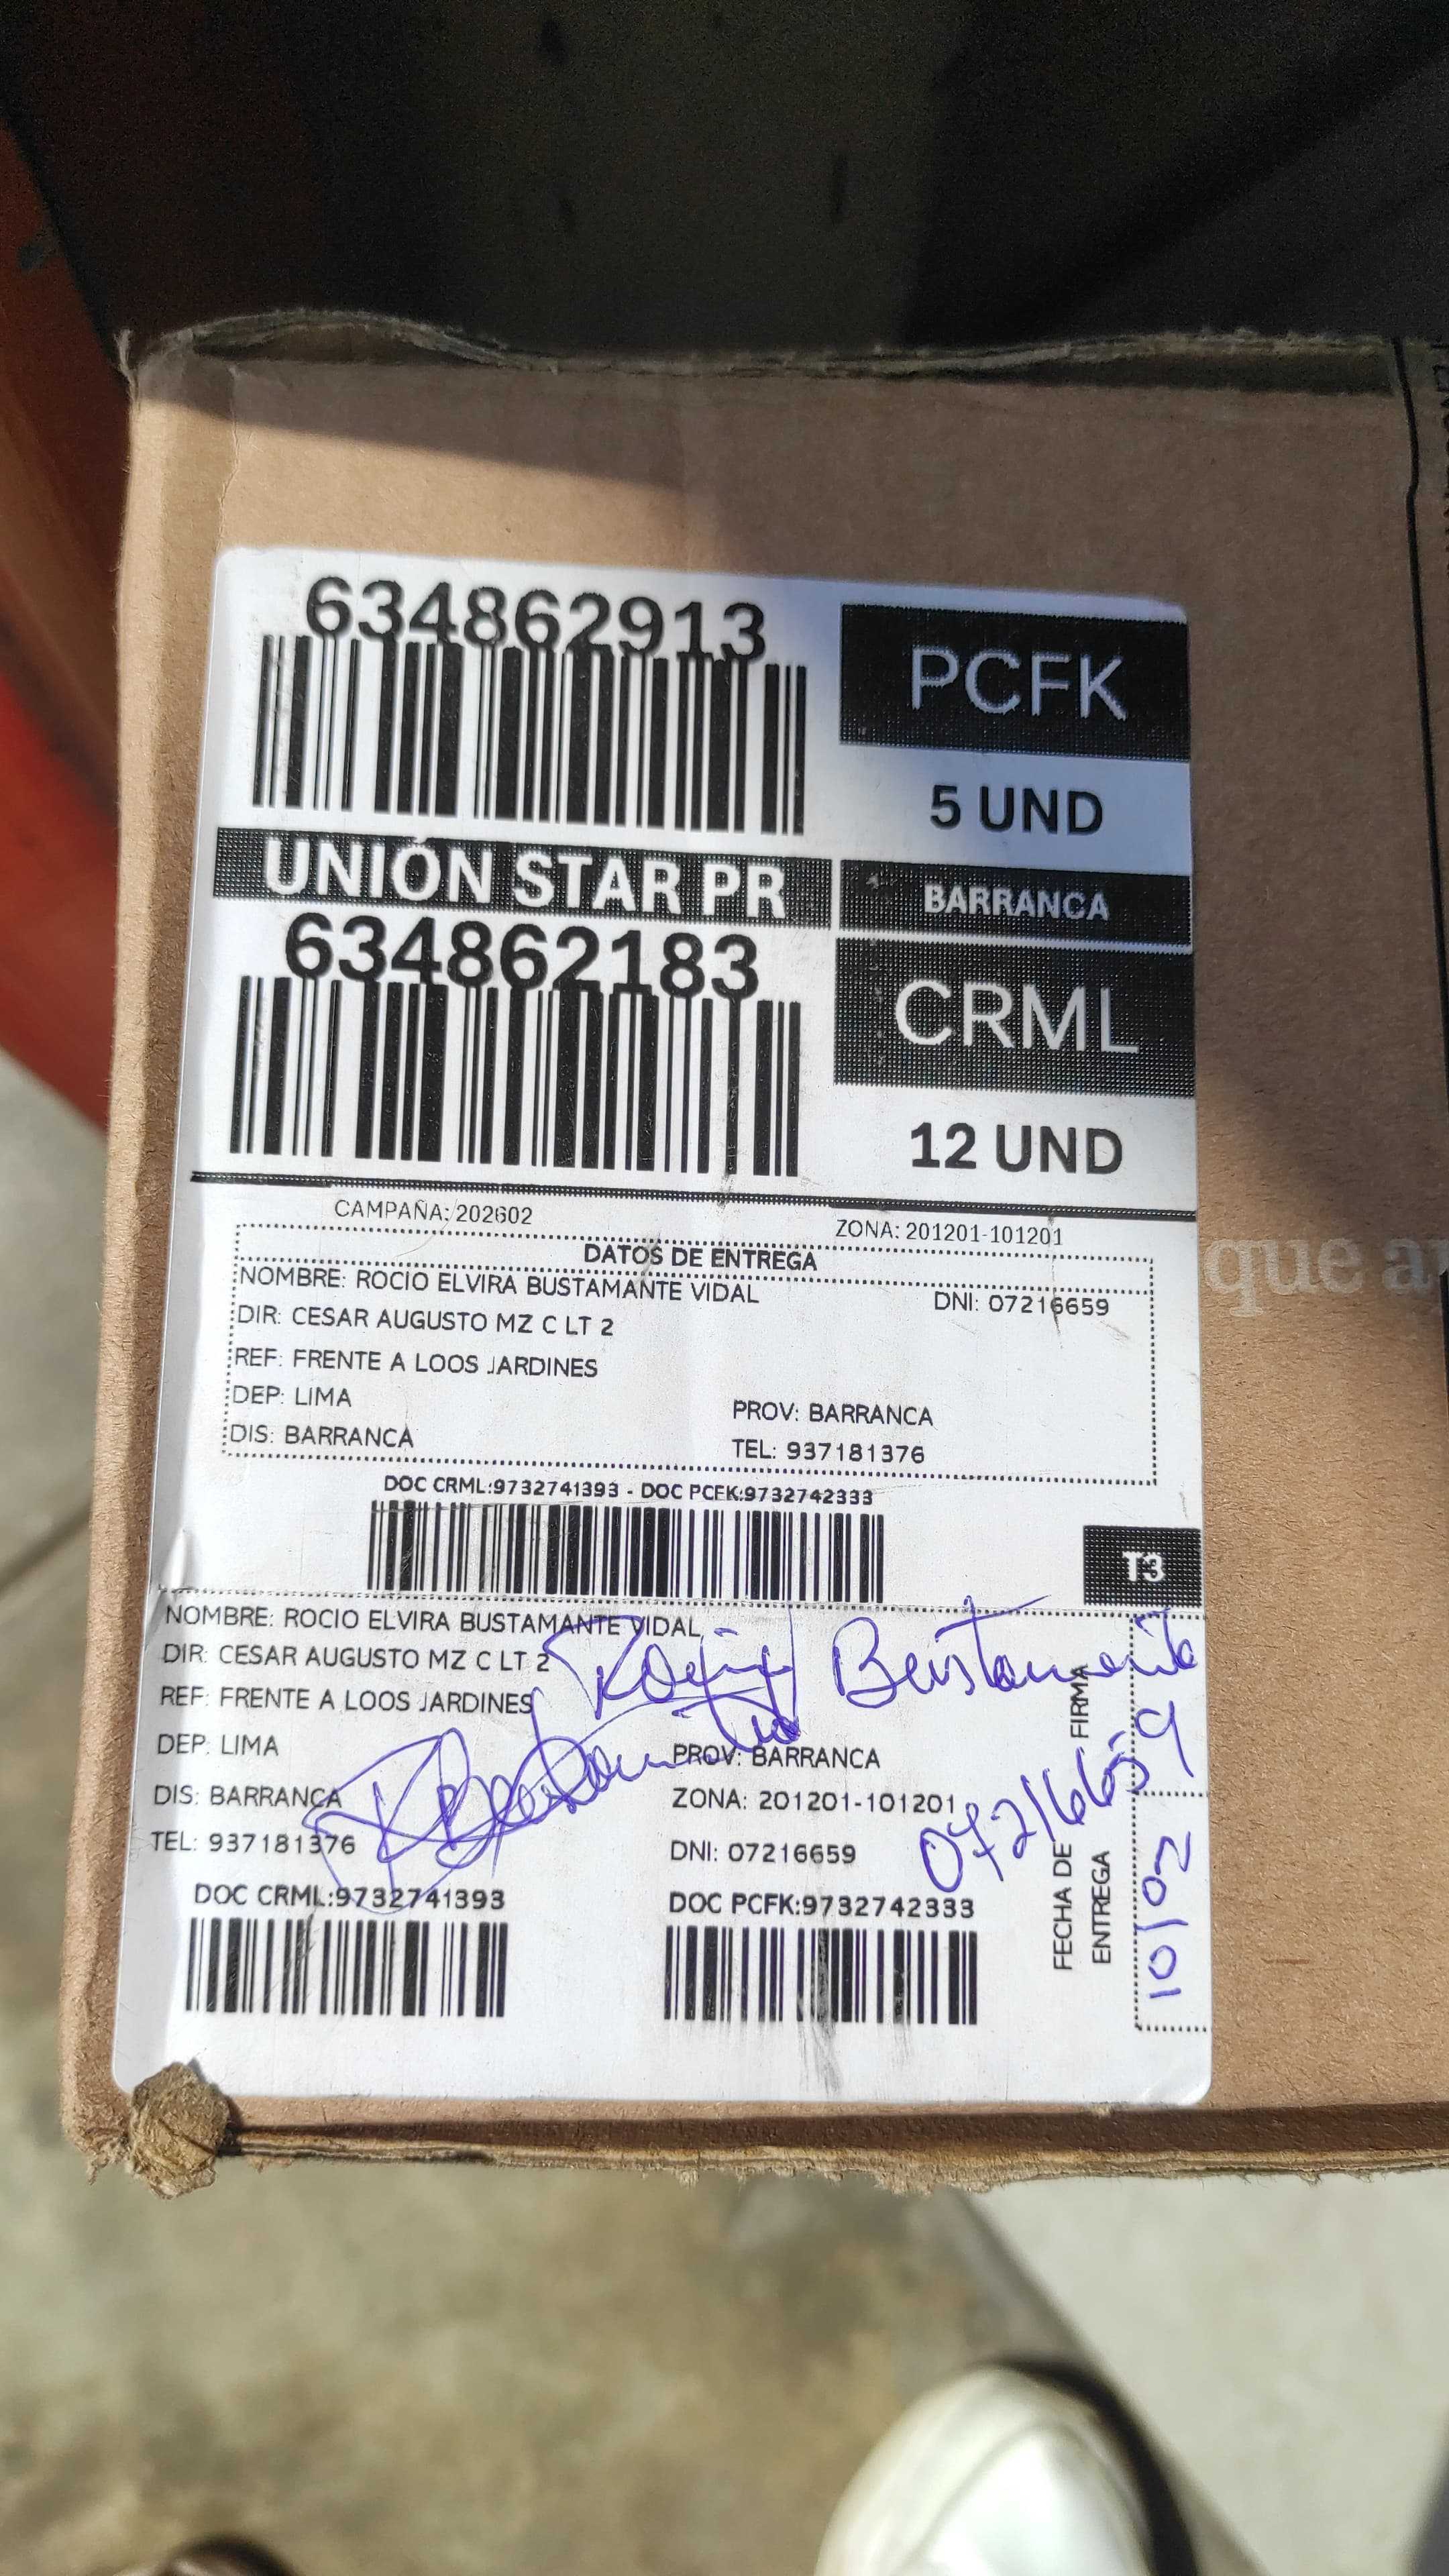 634862913
PCFK
5 UND
UNIÓN STAR PR
BARRANCA
634862183
CRML
12 UND
CAMPAÑA: 202602
ZONA: 201201-101201
DATOS DE ENTREGA
NOMBRE: ROCIO ELVIRA BUSTAMANTE VIDAL
DNI: 07216659
DIR: CESAR AUGUSTO MZ C LT 2
REF: FRENTE A LOOS JARDINES
DEP: LIMA
PROV: BARRANCA
DIS: BARRANCA
TEL: 937181376
DOC CRML:9732741393 - DOC PCFK:9732742333
T3
NOMBRE: ROCIO ELVIRA BUSTAMANTE VIDAL
DIR: CESAR AUGUSTO MZ C LT 2
REF: FRENTE A LOOS JARDINES
DEP: LIMA
PROV: BARRANCA
DIS: BARRANCA
ZONA: 201201-101201
TEL: 937181376
DNI: 07216659
DOC CRML:9732741393
DOC PCFK:9732742333
Bustamante
07216659
FIRMA
FECHA DE
ENTREGA
10/02
que